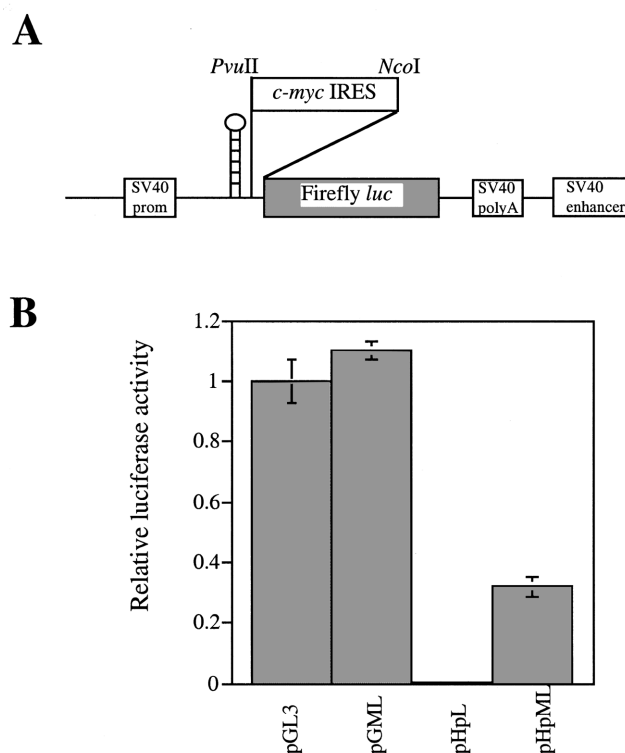 A
PvuII
NcoI
c-myc IRES
SV40
prom
Firefly luc
SV40
polyA
SV40
enhancer
B
Relative luciferase activity
1.2
1
0.8
0.6
0.4
0.2
0
pGL3
pGML
pHpL
pHpML